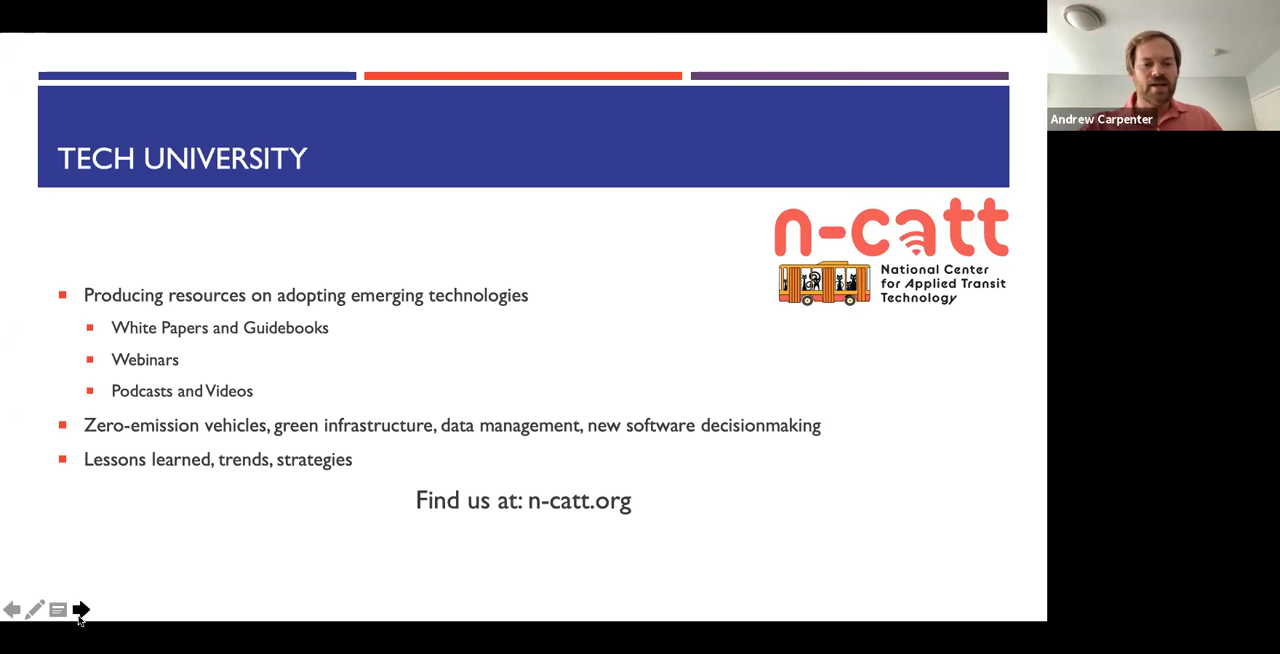 Andrew Carpenter
TECH UNIVERSITY
n-catt
National Center
for Applied Transit
Technology
Producing resources on adopting emerging technologies
White Papers and Guidebooks
Webinars
Podcasts and Videos
Zero-emission vehicles, green infrastructure, data management, new software decisionmaking
Lessons learned, trends, strategies
Find us at: n-catt.org